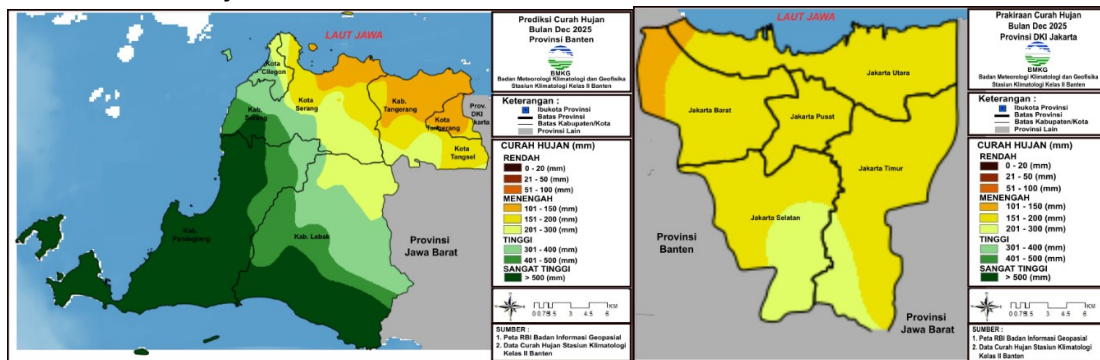 LAUT JAWA
Kota
Cilegon
Kota
Serang
Kab.
Serang
Kab.
Tangerang
Prov.
DKI
Kota
Tangerang
Kota
Tangsel
Kab.
Pandeglang
Kab. Lebak
Provinsi
Jawa Barat
Prediksi Curah Hujan
Bulan Dec 2025
Provinsi Banten
BMKG
Badan Meteorologi Klimatologi dan Geofisika
Stasiun Klimatologi Kelas II Banten
Keterangan :
Ibukota Provinsi
Batas Provinsi
Batas Kabupaten/Kota
Provinsi Lain
CURAH HUJAN (mm)
RENDAH
0 - 20 (mm)
21 - 50 (mm)
51 - 100 (mm)
MENENGAH
101 - 150 (mm)
151 - 200 (mm)
201 - 300 (mm)
TINGGI
301 - 400 (mm)
401 - 500 (mm)
SANGAT TINGGI
> 500 (mm)
KM
SUMBER :
1. Peta RBI Badan Informasi Geopasial
2. Data Curah Hujan Stasiun Klimatologi
Kelas II Banten
LAUT JAWA
Jakarta Utara
Jakarta Barat
Jakarta Pusat
Jakarta Timur
Jakarta Selatan
Provinsi
Banten
Provinsi
Jawa Barat
Prakiraan Curah Hujan
Bulan Dec 2025
Provinsi DKI Jakarta
BMKG
Badan Meteorologi Klimatologi dan Geofisika
Stasiun Klimatologi Kelas II Banten
Keterangan :
Ibukota Provinsi
Batas Provinsi
Batas Kabupaten/Kota
Provinsi Lain
CURAH HUJAN (mm)
RENDAH
0 - 20 (mm)
21 - 50 (mm)
51 - 100 (mm)
MENENGAH
101 - 150 (mm)
151 - 200 (mm)
201 - 300 (mm)
TINGGI
301 - 400 (mm)
401 - 500 (mm)
SANGAT TINGGI
> 500 (mm)
KM
SUMBER :
1. Peta RBI Badan Informasi Geopasial
2. Data Curah Hujan Stasiun Klimatologi
Kelas II Banten